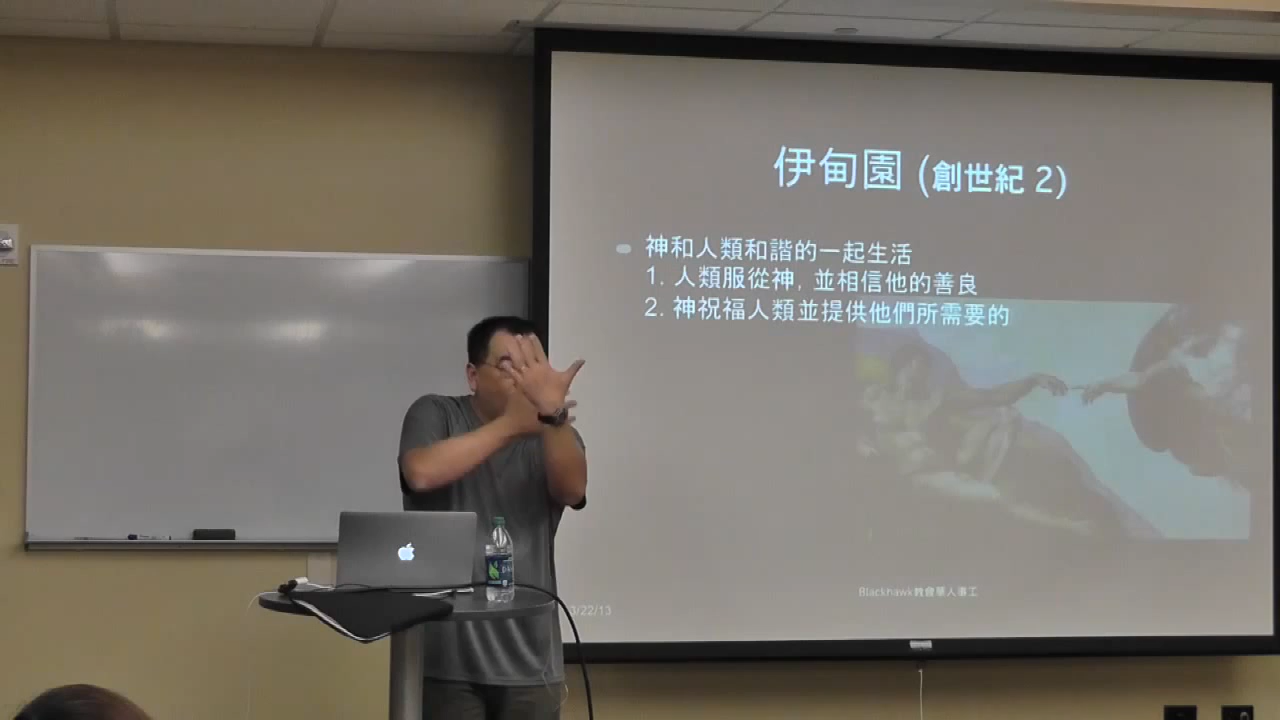 伊甸園 (創世紀 2)
神和人類和諧的一起生活
1. 人類服從神, 並相信他的善良
2. 神祝福人類並提供他們所需要的
Blackhawk教會華人事工
3/22/13